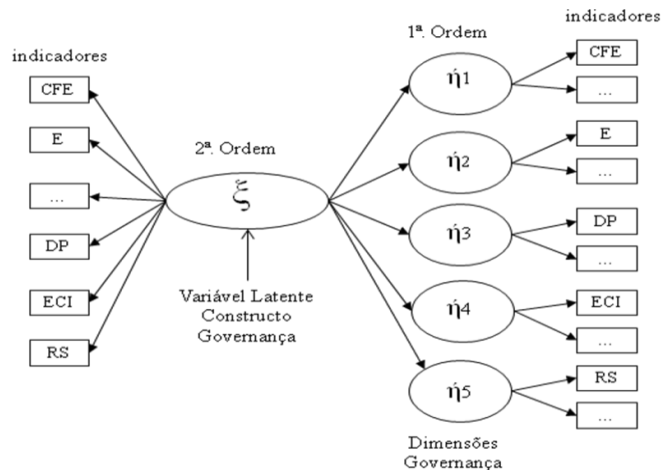 indicadores
CFE
E
...
DP
ECI
RS
2ª. Ordem
ξ
Variável Latente
Constructo
Governança
1ª. Ordem
ή1
ή2
ή3
ή4
ή5
Dimensões
Governança
indicadores
CFE
...
E
...
DP
...
ECI
...
RS
...